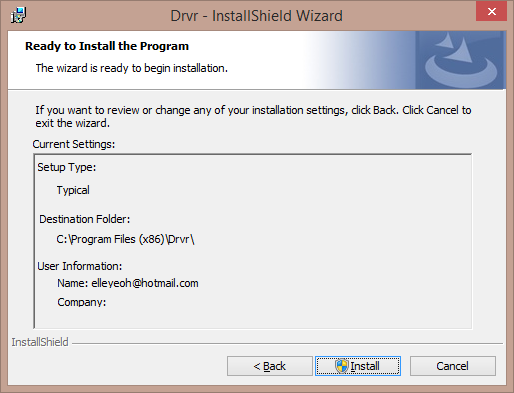 Drvr - InstallShield Wizard
Ready to Install the Program
The wizard is ready to begin installation.
If you want to review or change any of your installation settings, click Back. Click Cancel to
exit the wizard.
Current Settings:
Setup Type:
Typical
Destination Folder:
C:\Program Files (x86)\Drvr\
User Information:
Name: elleyeoh@hotmail.com
Company:
InstallShield
< Back
Install
Cancel